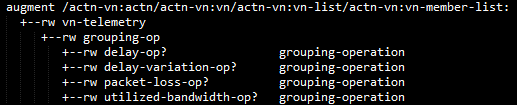 augment /actn-vn:actn/actn-vn:vn/actn-vn:vn-list/actn-vn:vn-member-list:
+--rw vn-telemetry
+--rw grouping-op
+--rw delay-op? grouping-operation
+--rw delay-variation-op? grouping-operation
+--rw packet-loss-op? grouping-operation
+--rw utilized-bandwidth-op? grouping-operation